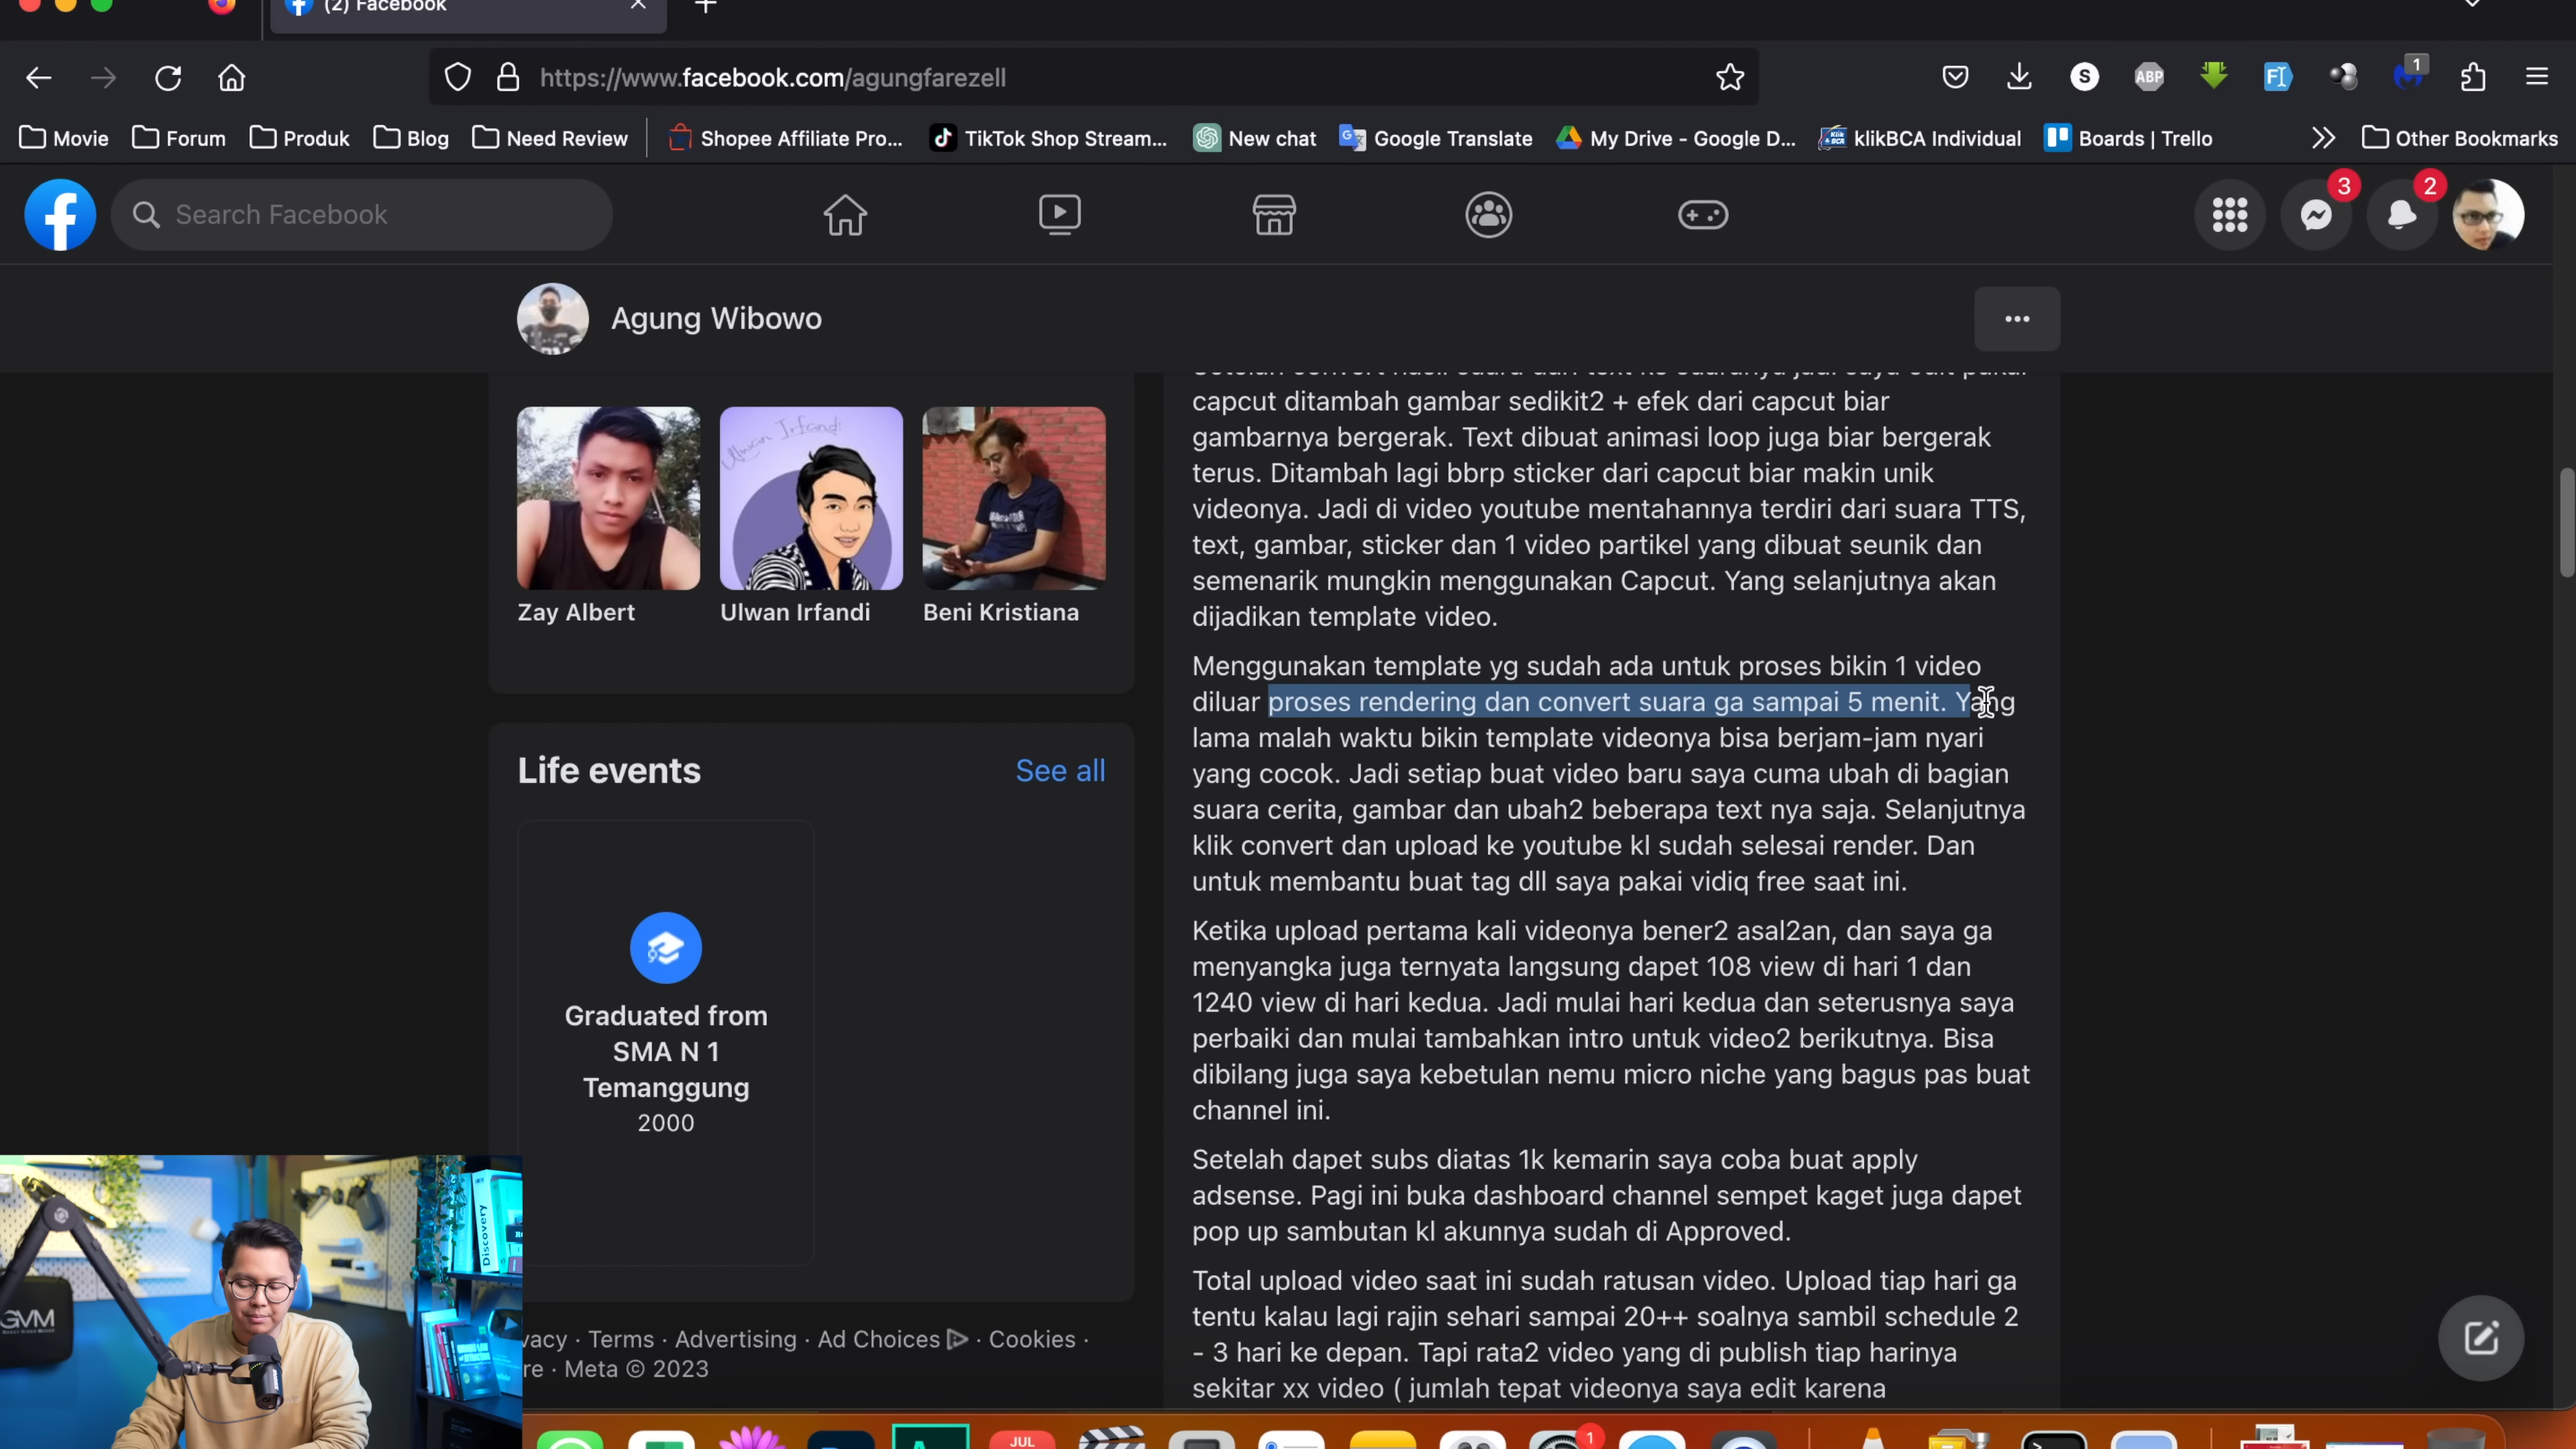 (2) Facebook
https://www.facebook.com/agungfarezell
S
ABP
1
Movie
Forum
Produk
Blog
Need Review
Shopee Affiliate Pro...
TikTok Shop Stream...
New chat
Google Translate
My Drive - Google D...
klikBCA Individual
Boards | Trello
Other Bookmarks
Search Facebook
3
2
Agung Wibowo
Zay Albert
Ulwan Irfandi
Beni Kristiana
Life events
See all
Graduated from
SMA N 1
Temanggung
2000
vacy · Terms · Advertising · Ad Choices · Cookies ·
re · Meta © 2023
capcut ditambah gambar sedikit2 + efek dari capcut biar
gambarnya bergerak. Text dibuat animasi loop juga biar bergerak
terus. Ditambah lagi bbrp sticker dari capcut biar makin unik
videonya. Jadi di video youtube mentahannya terdiri dari suara TTS,
text, gambar, sticker dan 1 video partikel yang dibuat seunik dan
semenarik mungkin menggunakan Capcut. Yang selanjutnya akan
dijadikan template video.
Menggunakan template yg sudah ada untuk proses bikin 1 video
diluar proses rendering dan convert suara ga sampai 5 menit. Yang
lama malah waktu bikin template videonya bisa berjam-jam nyari
yang cocok. Jadi setiap buat video baru saya cuma ubah di bagian
suara cerita, gambar dan ubah2 beberapa text nya saja. Selanjutnya
klik convert dan upload ke youtube kl sudah selesai render. Dan
untuk membantu buat tag dll saya pakai vidiq free saat ini.
Ketika upload pertama kali videonya bener2 asal2an, dan saya ga
menyangka juga ternyata langsung dapet 108 view di hari 1 dan
1240 view di hari kedua. Jadi mulai hari kedua dan seterusnya saya
perbaiki dan mulai tambahkan intro untuk video2 berikutnya. Bisa
dibilang juga saya kebetulan nemu micro niche yang bagus pas buat
channel ini.
Setelah dapet subs diatas 1k kemarin saya coba buat apply
adsense. Pagi ini buka dashboard channel sempet kaget juga dapet
pop up sambutan kl akunnya sudah di Approved.
Total upload video saat ini sudah ratusan video. Upload tiap hari ga
tentu kalau lagi rajin sehari sampai 20++ soalnya sambil schedule 2
- 3 hari ke depan. Tapi rata2 video yang di publish tiap harinya
sekitar xx video ( jumlah tepat videonya saya edit karena
GVM
Discovery
JUL
1